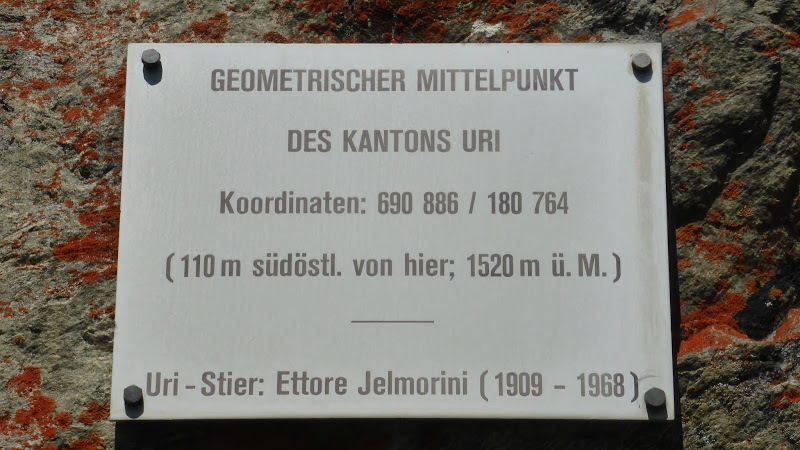 GEOMETRISCHER MITTELPUNKT
DES KANTONS URI
Koordinaten: 690 886 / 180 764
(110 m südöstl. von hier; 1520 m ü. M.)
Uri - Stier: Ettore Jelmorini (1909 - 1968)